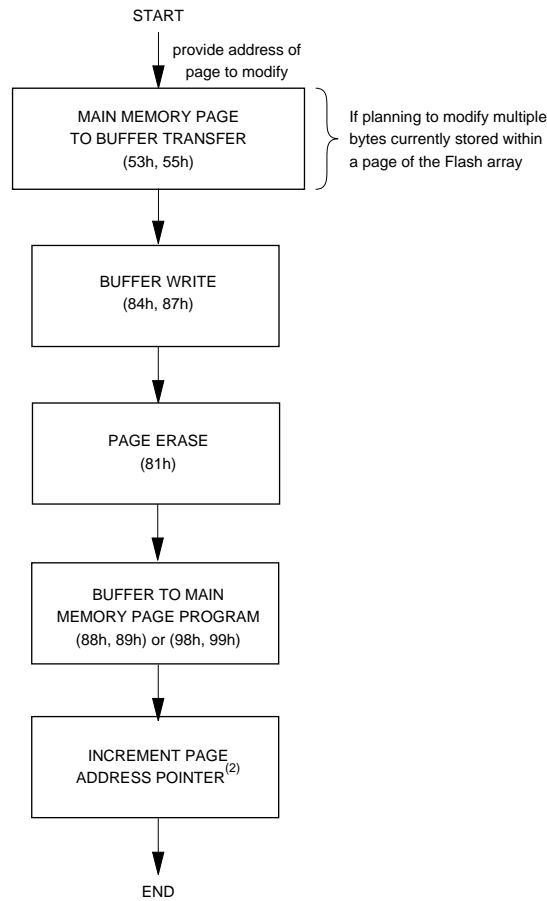 START
provide address of
page to modify
MAIN MEMORY PAGE
TO BUFFER TRANSFER
(53h, 55h)
If planning to modify multiple
bytes currently stored within
a page of the Flash array
BUFFER WRITE
(84h, 87h)
PAGE ERASE
(81h)
BUFFER TO MAIN
MEMORY PAGE PROGRAM
(88h, 89h) or (98h, 99h)
INCREMENT PAGE
ADDRESS POINTER(2)
END